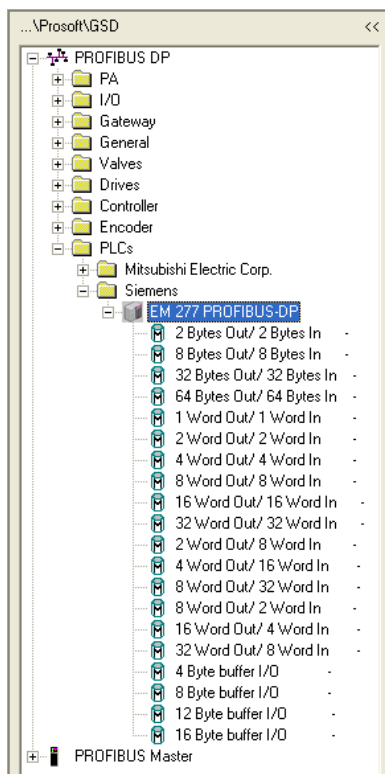 ...\Prosoft\GSD <<
PROFIBUS DP
PA
I/O
Gateway
General
Valves
Drives
Controller
Encoder
PLCs
Mitsubishi Electric Corp.
Siemens
EM 277 PROFIBUS-DP
2 Bytes Out/ 2 Bytes In -
8 Bytes Out/ 8 Bytes In -
32 Bytes Out/ 32 Bytes In -
64 Bytes Out/ 64 Bytes In -
1 Word Out/ 1 Word In -
2 Word Out/ 2 Word In -
4 Word Out/ 4 Word In -
8 Word Out/ 8 Word In -
16 Word Out/ 16 Word In -
32 Word Out/ 32 Word In -
2 Word Out/ 8 Word In -
4 Word Out/ 16 Word In -
8 Word Out/ 32 Word In -
8 Word Out/ 2 Word In -
16 Word Out/ 4 Word In -
32 Word Out/ 8 Word In -
4 Byte buffer I/O -
8 Byte buffer I/O -
12 Byte buffer I/O -
16 Byte buffer I/O -
PROFIBUS Master